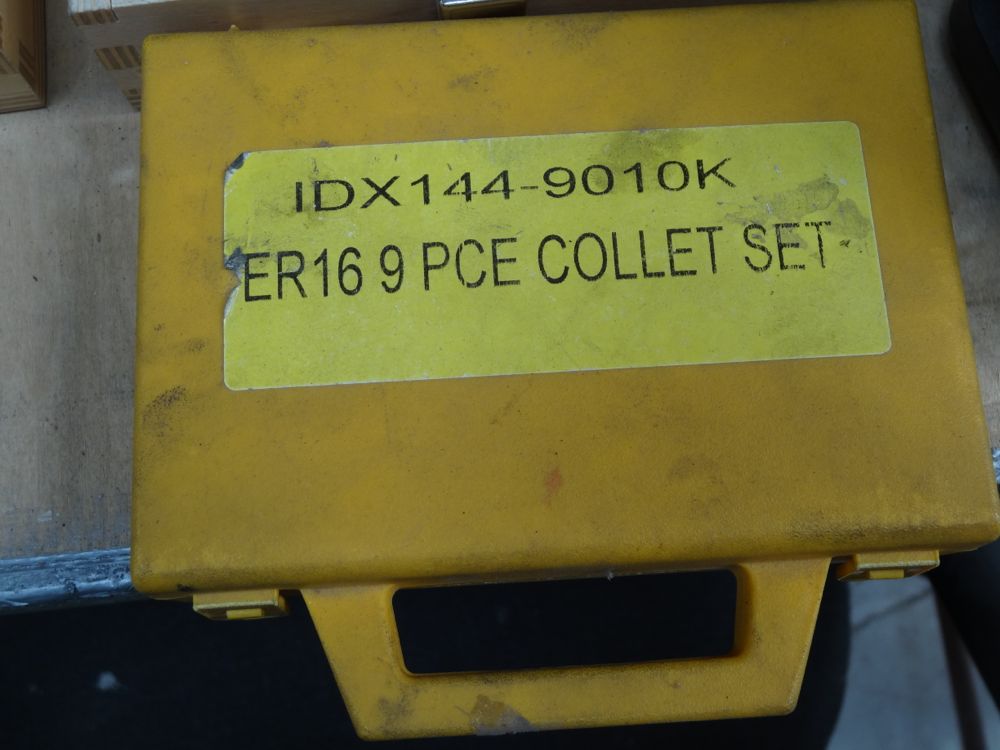 IDX144-9010K
ER16 9 PCE COLLET SET